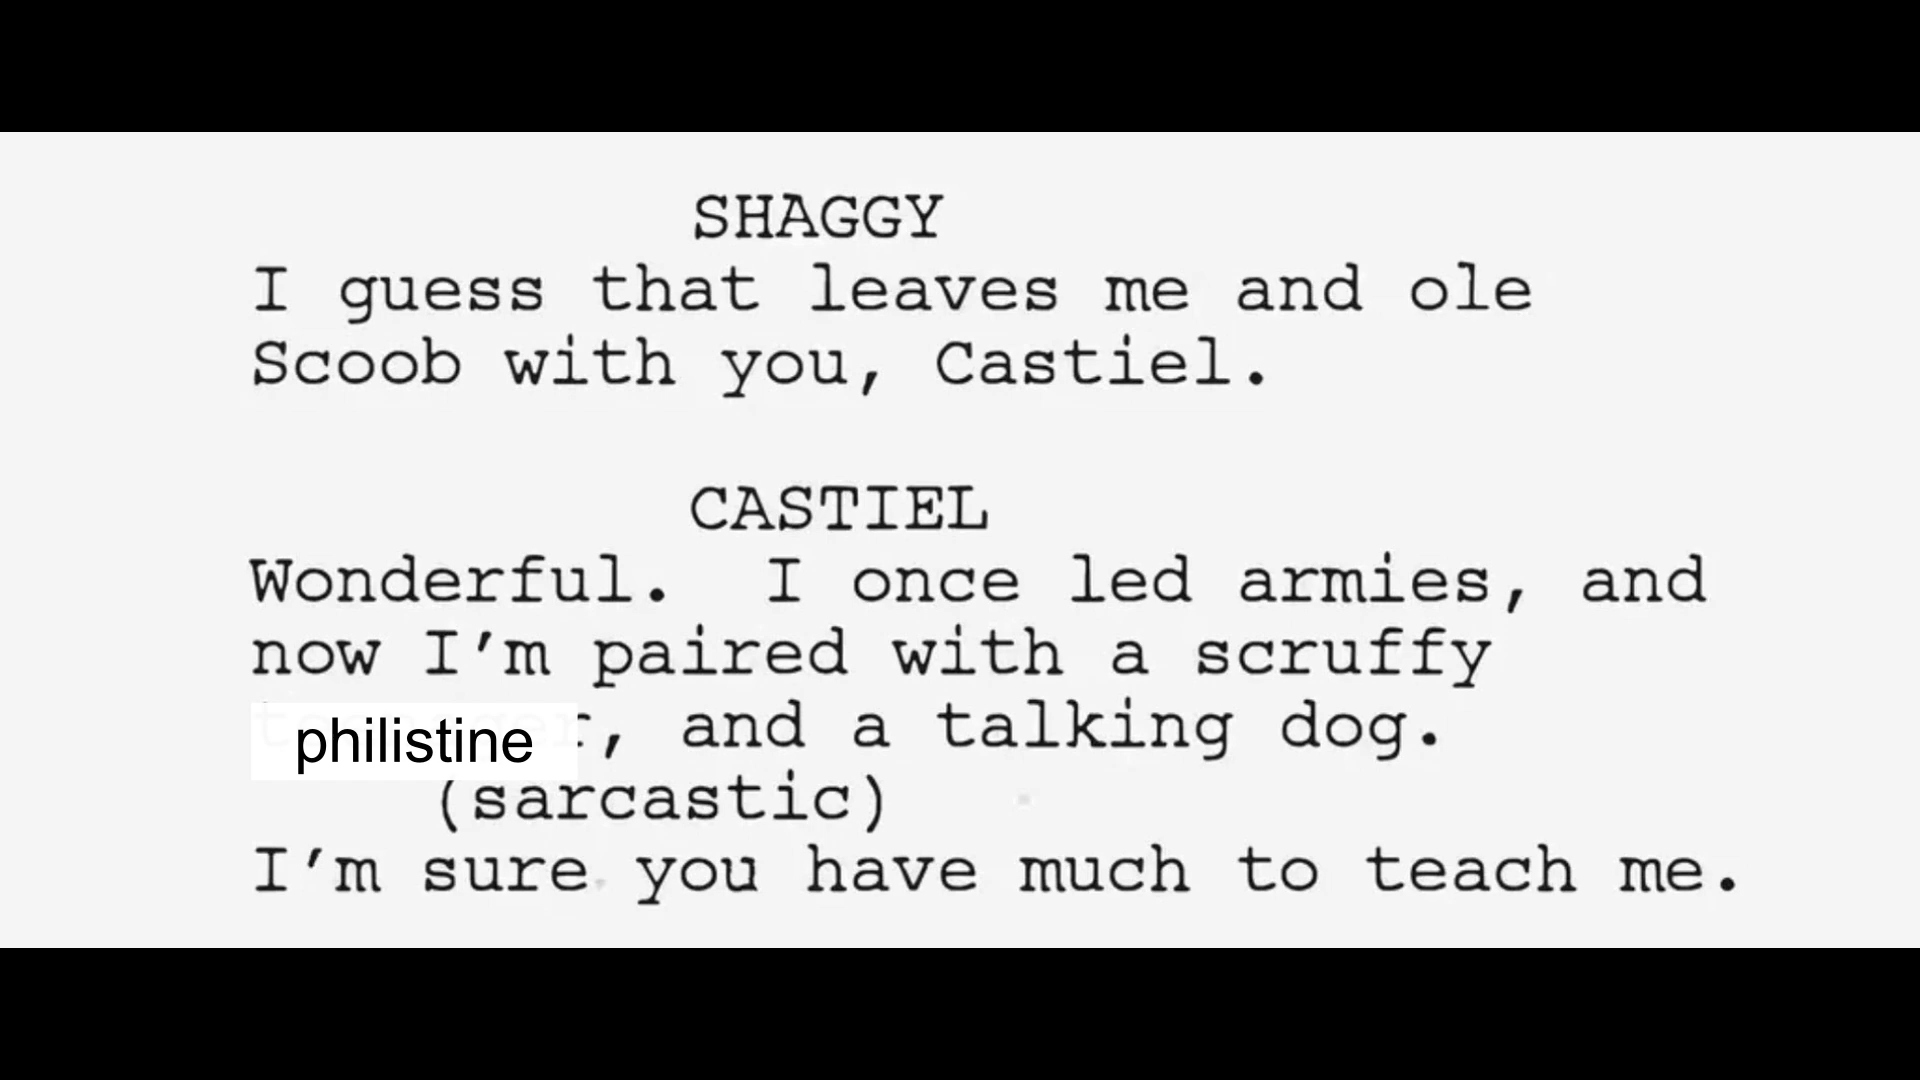 SHAGGY
I guess that leaves me and ole
Scoob with you, Castiel.
CASTIEL
Wonderful.  I once led armies, and
now I’m paired with a scruffy
philistine, and a talking dog.
(sarcastic)
I’m sure you have much to teach me.